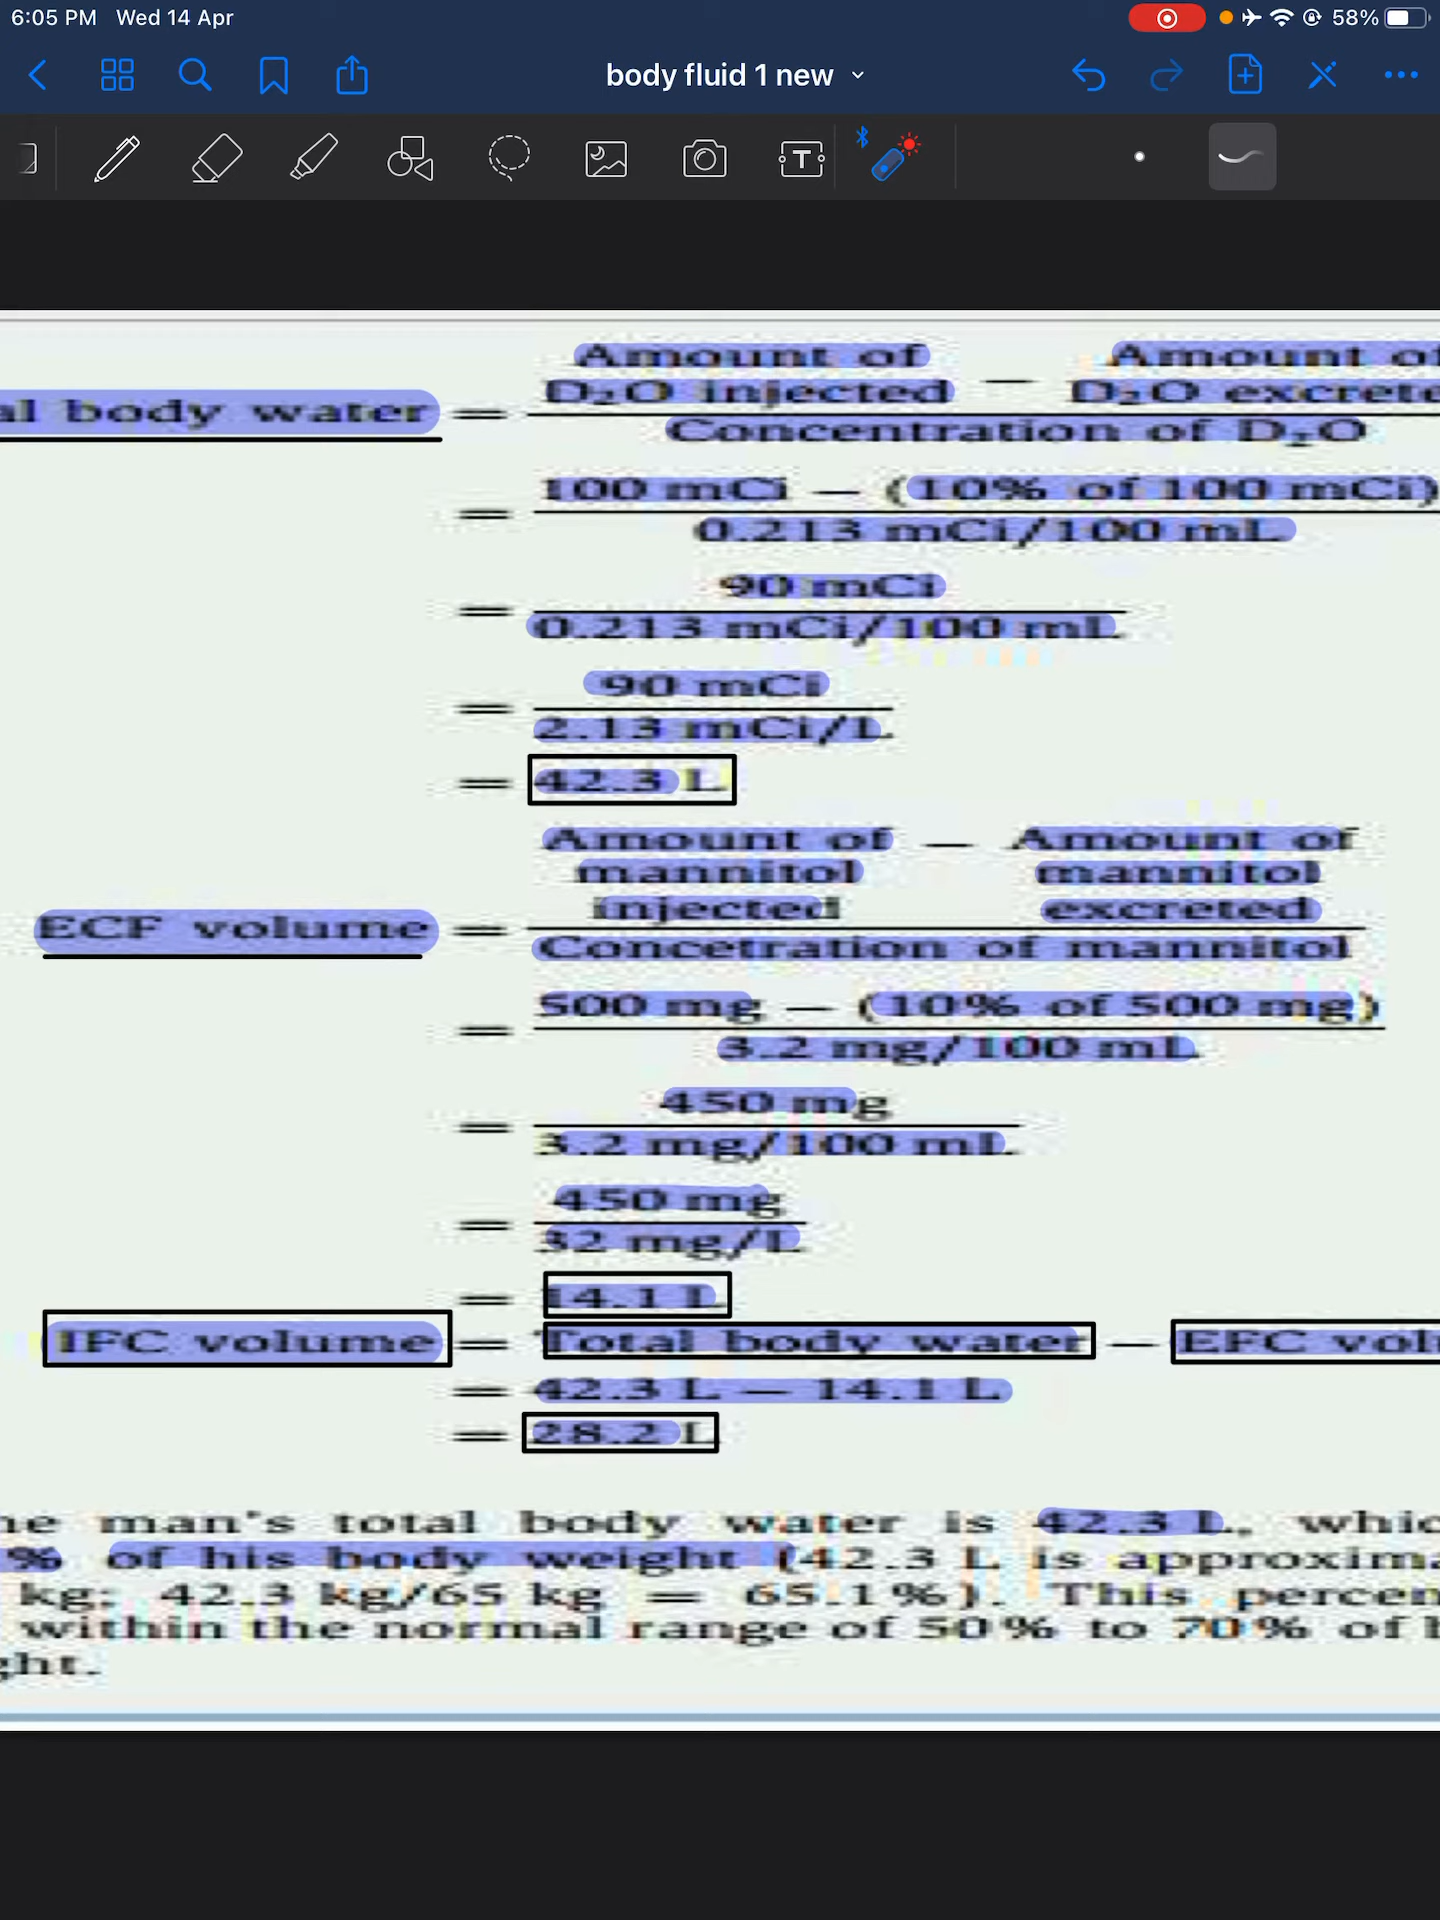 6:05 PM Wed 14 Apr
58%
body fluid 1 new
T
Amount of Amount of
al body water = D₂O injected − D₂O excrete
Concentration of D₂O
= 100 mCi − (10% of 100 mCi)
0.213 mCi/100 mL
= 90 mCi
0.213 mCi/100 mL
= 90 mCi
2.13 mCi/L
= 42.3 L
Amount of − Amount of
mannitol mannitol
injected excreted
ECF volume =
Concetration of mannitol
= 500 mg − (10% of 500 mg)
3.2 mg/100 mL
= 450 mg
3.2 mg/100 mL
= 450 mg
32 mg/L
= 14.1 L
IFC volume = Total body water − EFC vol
= 42.3 L − 14.1 L
= 28.2 L
he man's total body water is 42.3 L, whic
% of his body weight (42.3 L is approxima
kg; 42.3 kg/65 kg = 65.1%). This percen
within the normal range of 50% to 70% of b
ght.